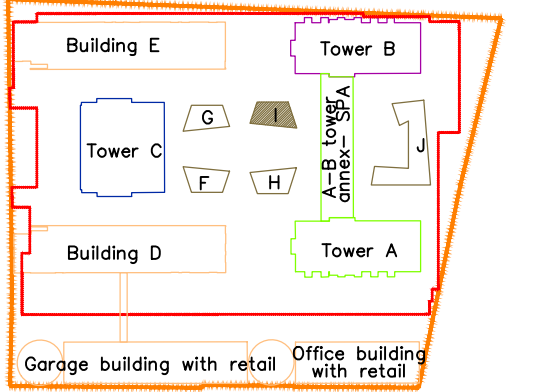 Building E
Tower B
G
I
Tower C
A-B tower
annex- SPA
J
F
H
Building D
Tower A
Garage building with retail
Office building
with retail